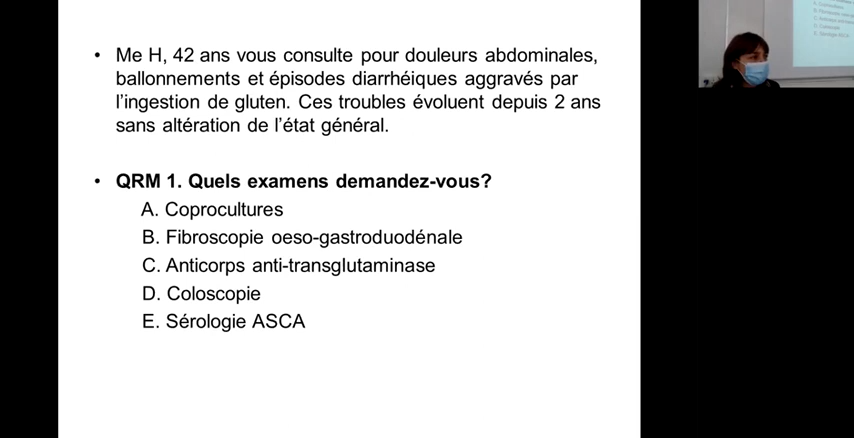 • Me H, 42 ans vous consulte pour douleurs abdominales,
ballonnements et épisodes diarrhéiques aggravés par
l'ingestion de gluten. Ces troubles évoluent depuis 2 ans
sans altération de l'état général.
• QRM 1. Quels examens demandez-vous?
A. Coprocultures
B. Fibroscopie oeso-gastroduodénale
C. Anticorps anti-transglutaminase
D. Coloscopie
E. Sérologie ASCA